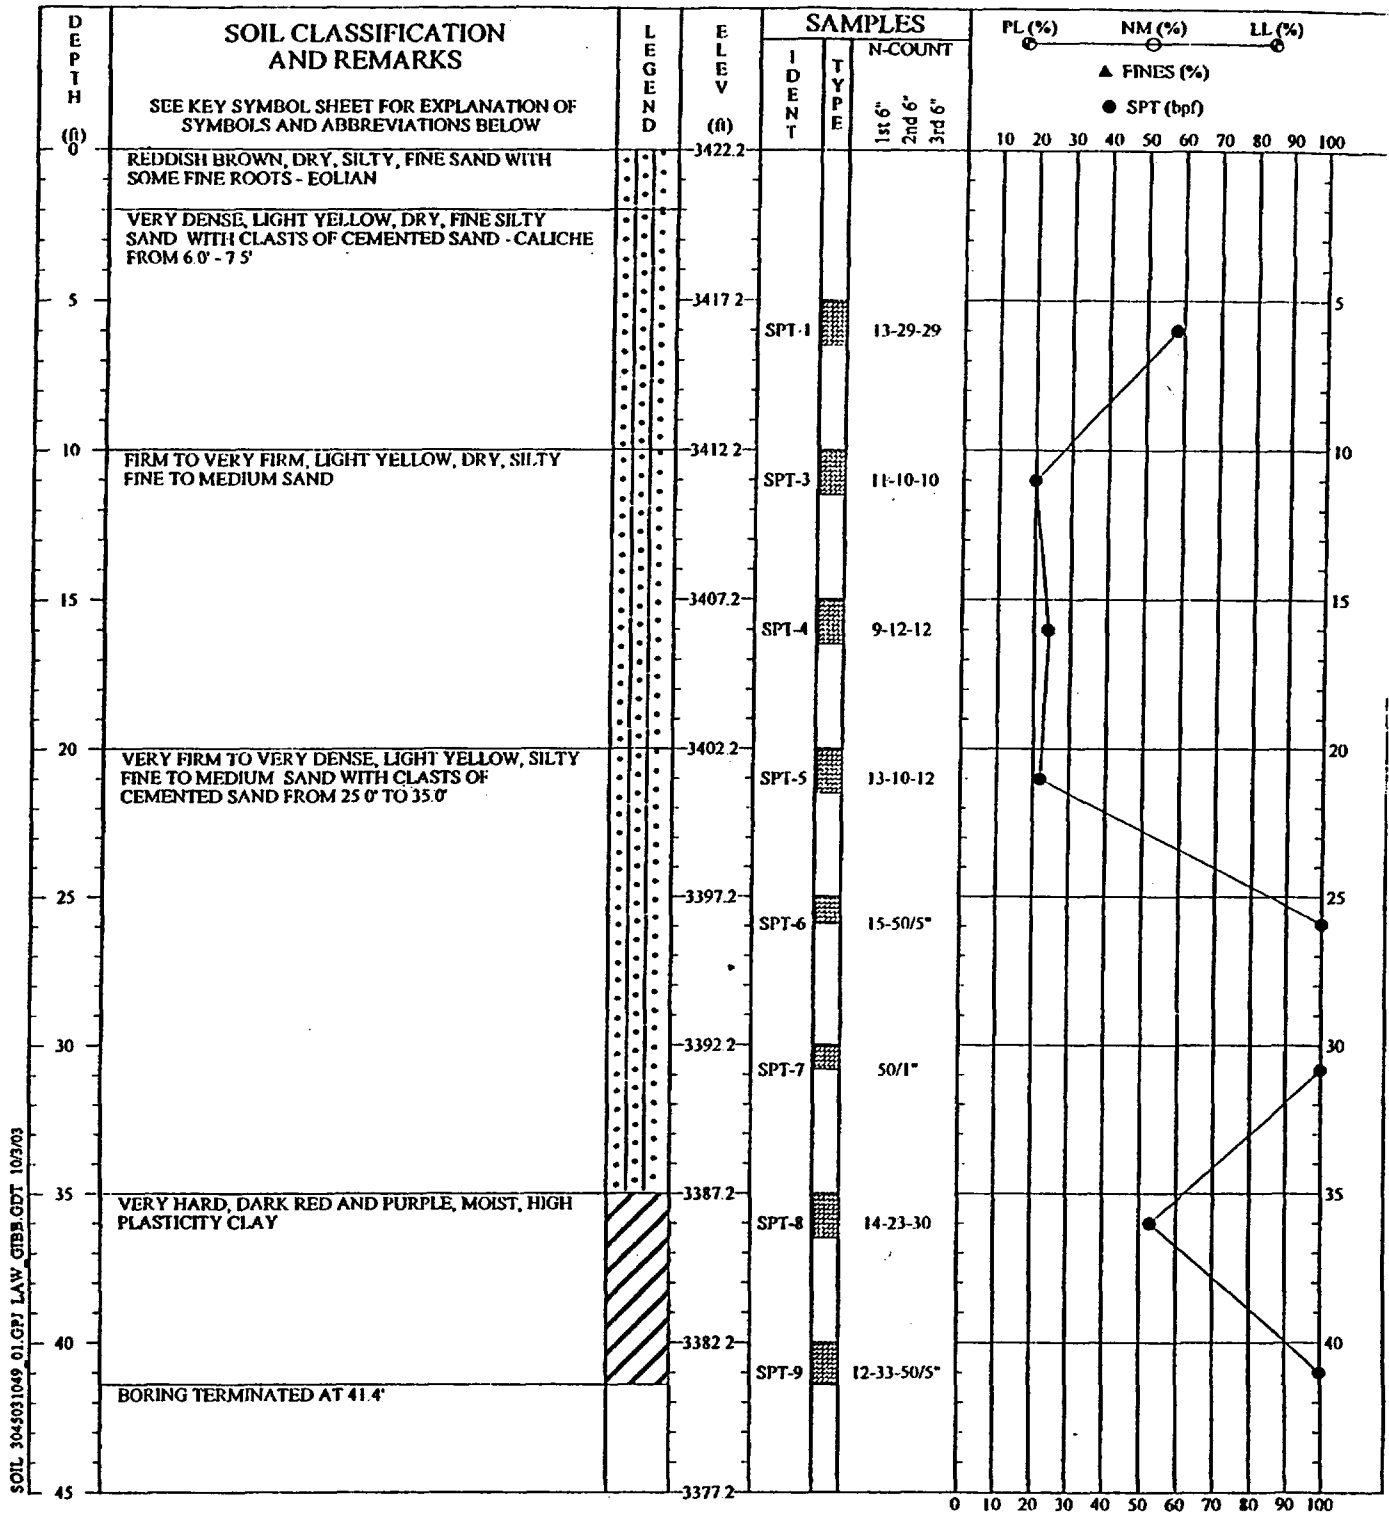 DEPTH
(ft)
SOIL CLASSIFICATION
AND REMARKS
SEE KEY SYMBOL SHEET FOR EXPLANATION OF
SYMBOLS AND ABBREVIATIONS BELOW
LEGEND
ELEV
(ft)
SAMPLES
IDENT
TYPE
N-COUNT
1st 6"
2nd 6"
3rd 6"
PL (%) NM (%) LL (%)
▲ FINES (%)
● SPT (bpf)
10 20 30 40 50 60 70 80 90 100
0
3422.2
REDDISH BROWN, DRY, SILTY, FINE SAND WITH
SOME FINE ROOTS - EOLIAN
VERY DENSE, LIGHT YELLOW, DRY, FINE SILTY
SAND WITH CLASTS OF CEMENTED SAND - CALICHE
FROM 6 0' - 7 5'
5 3417 2 5
SPT-1 13-29-29
10 3412 2 10
FIRM TO VERY FIRM, LIGHT YELLOW, DRY, SILTY
FINE TO MEDIUM SAND
SPT-3 11-10-10
15 3407.2 15
SPT-4 9-12-12
20 3402.2 20
VERY FIRM TO VERY DENSE, LIGHT YELLOW, SILTY
FINE TO MEDIUM SAND WITH CLASTS OF
CEMENTED SAND FROM 25 0' TO 35.0'
SPT-5 13-10-12
25 3397.2 25
SPT-6 15-50/5"
30 3392 2 30
SPT-7 50/1"
35 3387.2 35
VERY HARD, DARK RED AND PURPLE, MOIST, HIGH
PLASTICITY CLAY
SPT-8 14-23-30
40 3382 2 40
SPT-9 12-33-50/5"
BORING TERMINATED AT 41.4'
45 3377.2
0 10 20 30 40 50 60 70 80 90 100
SOIL 3045031049_01.GPJ LAW_GIBB.GDT 10/3/03